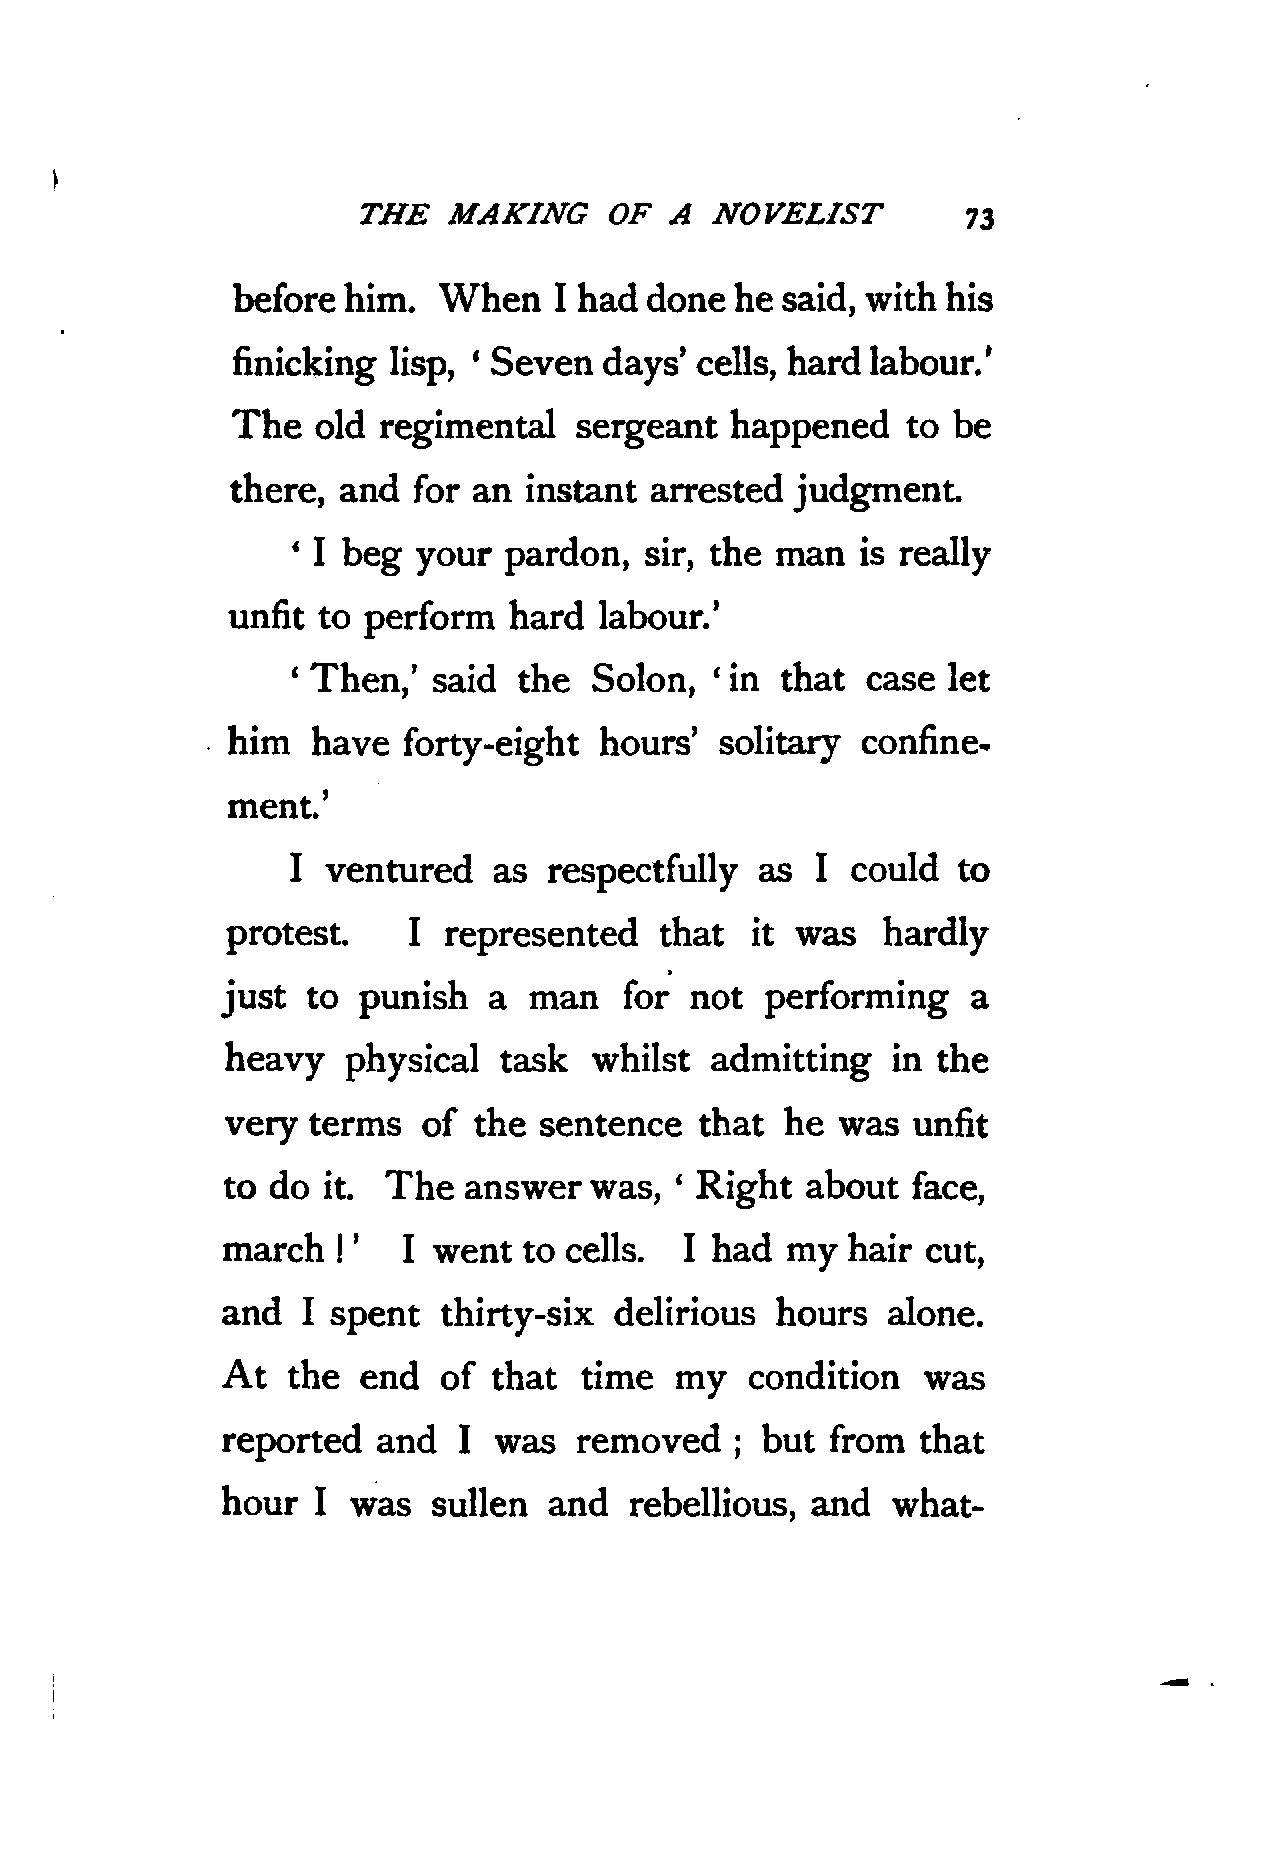 THE MAKING OF A NOVELIST 73
before him. When I had done he said, with his
finicking lisp, ‘ Seven days’ cells, hard labour.’
The old regimental sergeant happened to be
there, and for an instant arrested judgment.
‘ I beg your pardon, sir, the man is really
unfit to perform hard labour.’
‘ Then,’ said the Solon, ‘ in that case let
him have forty-eight hours’ solitary confine-
ment.’
I ventured as respectfully as I could to
protest. I represented that it was hardly
just to punish a man for not performing a
heavy physical task whilst admitting in the
very terms of the sentence that he was unfit
to do it. The answer was, ‘ Right about face,
march ! ’ I went to cells. I had my hair cut,
and I spent thirty-six delirious hours alone.
At the end of that time my condition was
reported and I was removed ; but from that
hour I was sullen and rebellious, and what-